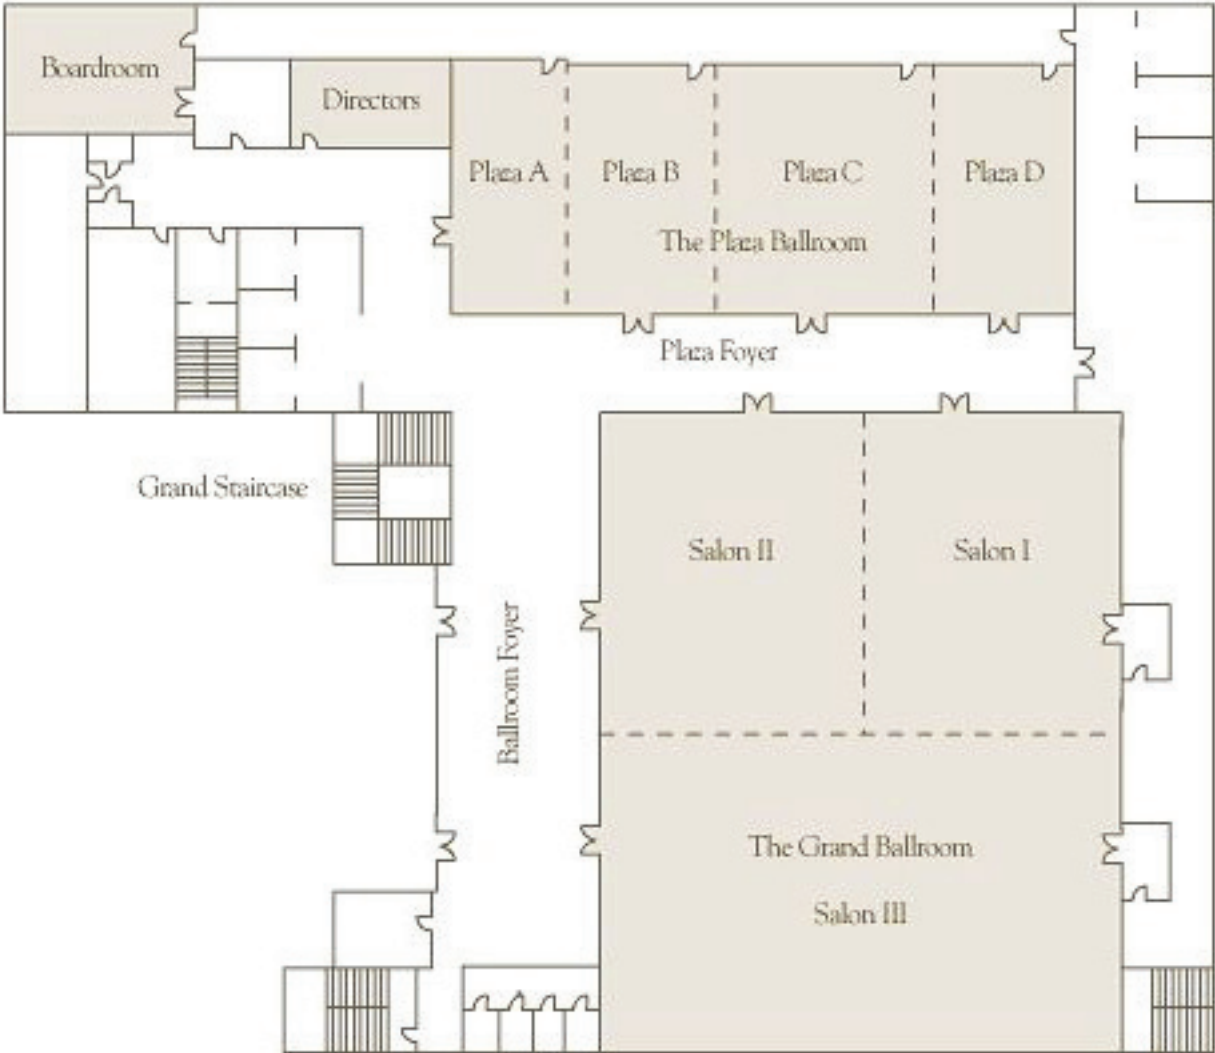 Boardroom
Directors
Plaza A
Plaza B
Plaza C
Plaza D
The Plaza Ballroom
Plaza Foyer
Grand Staircase
Salon II
Salon I
Ballroom Foyer
The Grand Ballroom
Salon III